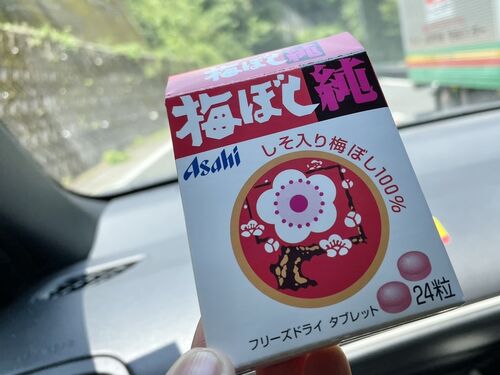 梅ぼし純
梅ぼし純
Asahi
しそ入り梅ぼし100%
24粒
フリーズドライ タブレット